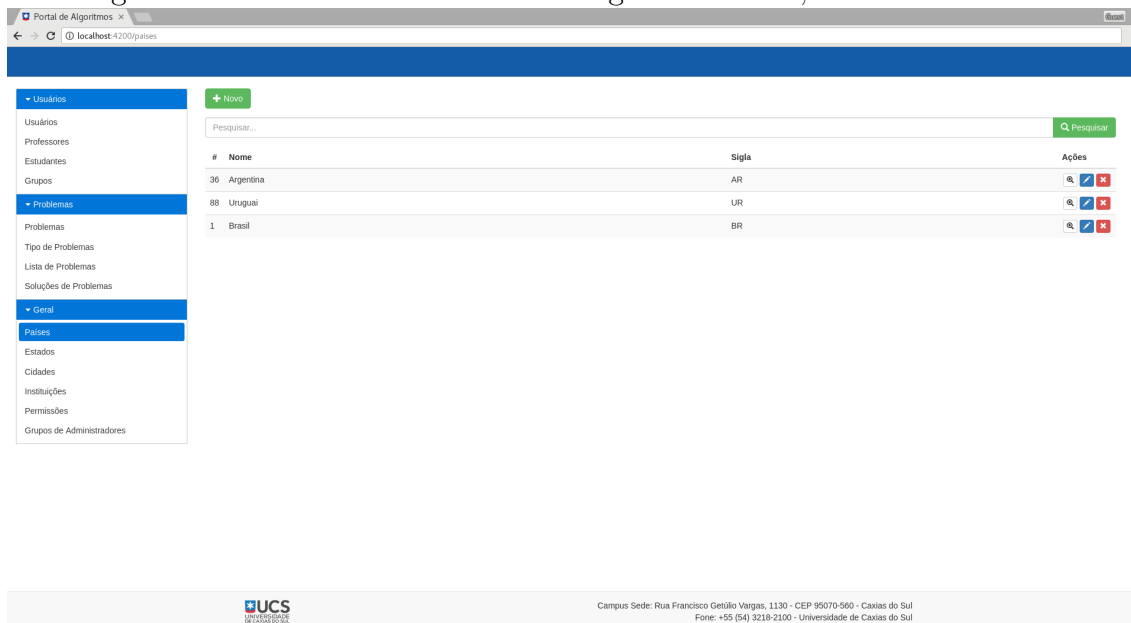 Portal de Algoritmos ×
Guest
localhost:4200/paises
Usuários
Usuários
Professores
Estudantes
Grupos
Problemas
Problemas
Tipo de Problemas
Lista de Problemas
Soluções de Problemas
Geral
Países
Estados
Cidades
Instituições
Permissões
Grupos de Administradores
Novo
Pesquisar...
Pesquisar
# Nome Sigla Ações
36 Argentina AR
88 Uruguai UR
1 Brasil BR
UCS
UNIVERSIDADE
DE CAXIAS DO SUL
Campus Sede: Rua Francisco Getúlio Vargas, 1130 - CEP 95070-560 - Caxias do Sul
Fone: +55 (54) 3218-2100 - Universidade de Caxias do Sul